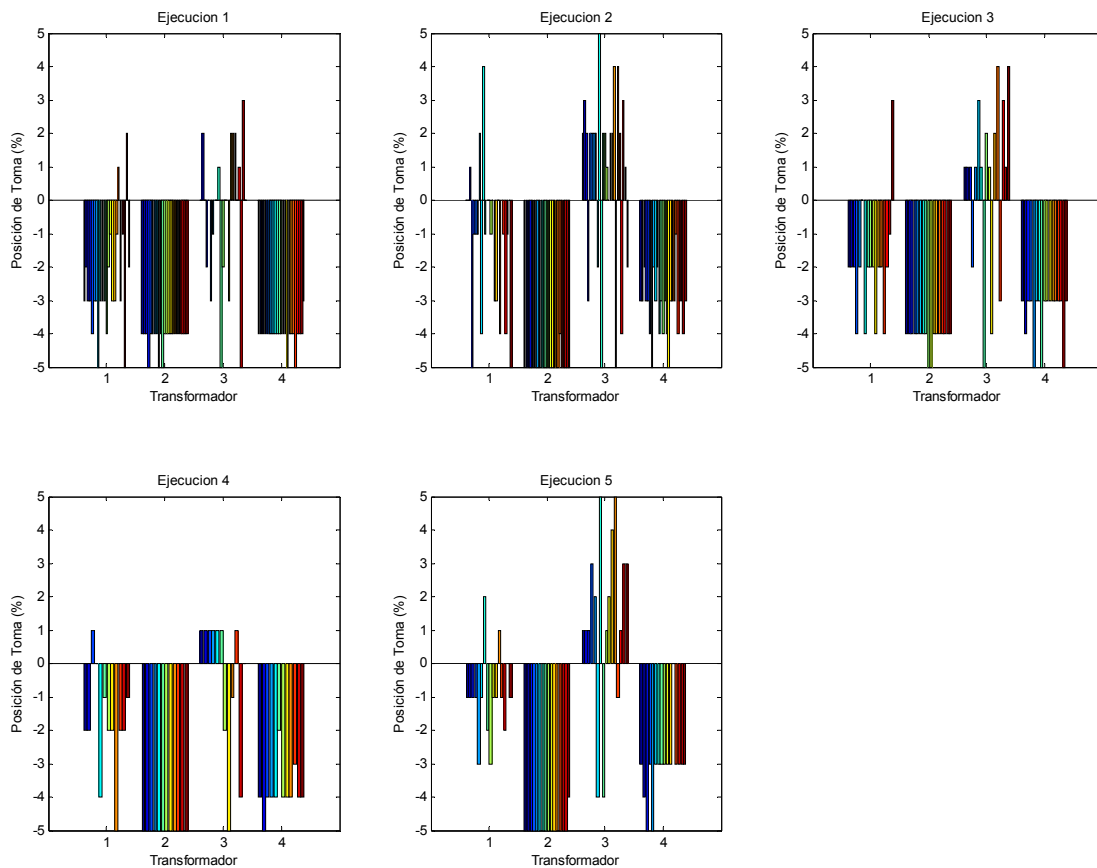 Ejecucion 1
5
4
3
2
1
0
-1
-2
-3
-4
-5
Posición de Toma (%)
1 2 3 4
Transformador
Ejecucion 2
5
4
3
2
1
0
-1
-2
-3
-4
-5
Posición de Toma (%)
1 2 3 4
Transformador
Ejecucion 3
5
4
3
2
1
0
-1
-2
-3
-4
-5
Posición de Toma (%)
1 2 3 4
Transformador
Ejecucion 4
5
4
3
2
1
0
-1
-2
-3
-4
-5
Posición de Toma (%)
1 2 3 4
Transformador
Ejecucion 5
5
4
3
2
1
0
-1
-2
-3
-4
-5
Posición de Toma (%)
1 2 3 4
Transformador